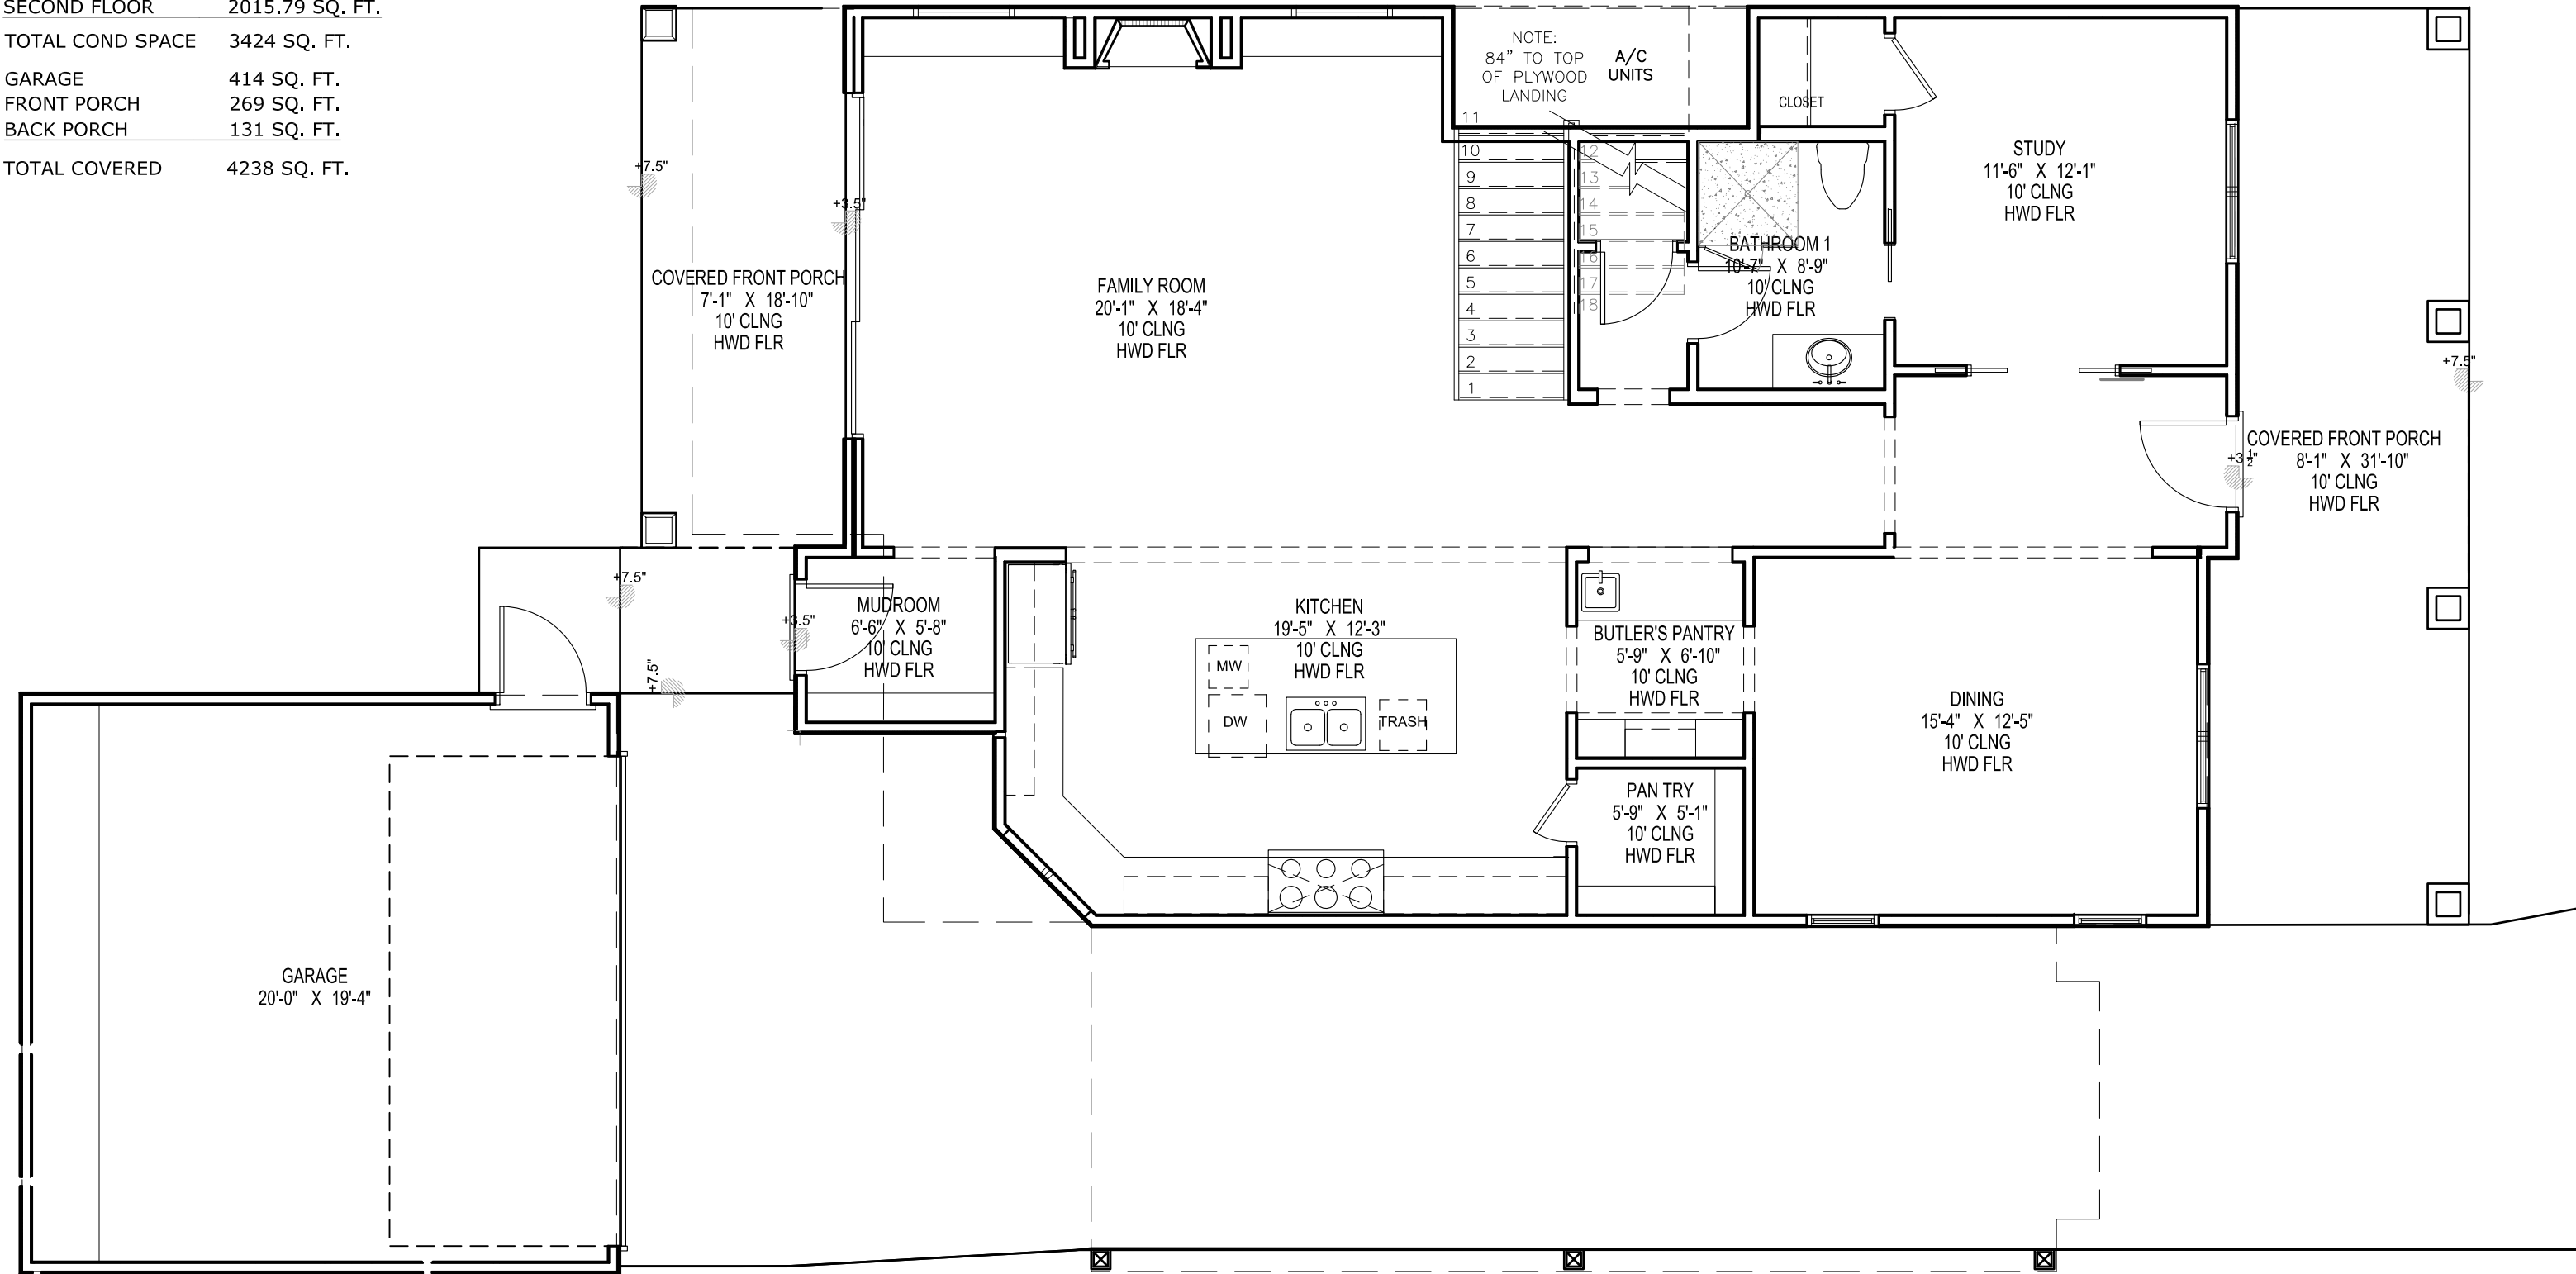 SECOND FLOOR 2015.79 SQ. FT.
TOTAL COND SPACE 3424 SQ. FT.
GARAGE 414 SQ. FT.
FRONT PORCH 269 SQ. FT.
BACK PORCH 131 SQ. FT.
TOTAL COVERED 4238 SQ. FT.
NOTE:
84" TO TOP
OF PLYWOOD
LANDING
A/C
UNITS
CLOSET
STUDY
11'-6" X 12'-1"
10' CLNG
HWD FLR
+7.5"
+3.5"
COVERED FRONT PORCH
7'-1" X 18'-10"
10' CLNG
HWD FLR
FAMILY ROOM
20'-1" X 18'-4"
10' CLNG
HWD FLR
11
10
9
8
7
6
5
4
3
2
1
12
13
14
15
16
17
18
BATHROOM 1
10'-7" X 8'-9"
10' CLNG
HWD FLR
+7.5"
COVERED FRONT PORCH
8'-1" X 31'-10"
10' CLNG
HWD FLR
+3 1/2"
+7.5"
+7.5"
+3.5"
MUDROOM
6'-6" X 5'-8"
10' CLNG
HWD FLR
KITCHEN
19'-5" X 12'-3"
10' CLNG
HWD FLR
MW
DW
TRASH
BUTLER'S PANTRY
5'-9" X 6'-10"
10' CLNG
HWD FLR
PAN TRY
5'-9" X 5'-1"
10' CLNG
HWD FLR
DINING
15'-4" X 12'-5"
10' CLNG
HWD FLR
GARAGE
20'-0" X 19'-4"